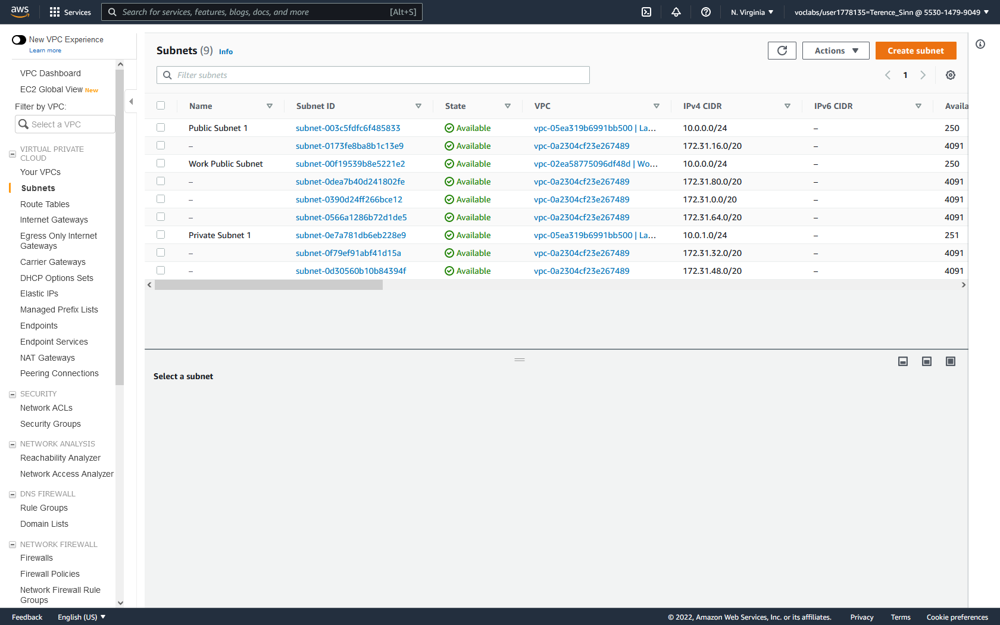 aws
Services
Search for services, features, blogs, docs, and more
[Alt+S]
N. Virginia
voclabs/user1778135=Terence_Sinn @ 5530-1479-9049
New VPC Experience
Learn more
VPC Dashboard
EC2 Global View New
Filter by VPC:
Select a VPC
VIRTUAL PRIVATE
CLOUD
Your VPCs
Subnets
Route Tables
Internet Gateways
Egress Only Internet
Gateways
Carrier Gateways
DHCP Options Sets
Elastic IPs
Managed Prefix Lists
Endpoints
Endpoint Services
NAT Gateways
Peering Connections
SECURITY
Network ACLs
Security Groups
NETWORK ANALYSIS
Reachability Analyzer
Network Access Analyzer
DNS FIREWALL
Rule Groups
Domain Lists
NETWORK FIREWALL
Firewalls
Firewall Policies
Network Firewall Rule
Groups
Subnets (9) Info
Actions
Create subnet
Filter subnets
1
Name Subnet ID State VPC IPv4 CIDR IPv6 CIDR Availa
Public Subnet 1 subnet-003c5fdfc6f485833 Available vpc-05ea319b6991bb500 | La... 10.0.0.0/24 – 250
– subnet-0173fe8ba8b1c13e9 Available vpc-0a2304cf23e267489 172.31.16.0/20 – 4091
Work Public Subnet subnet-00f19539b8e5221e2 Available vpc-02ea58775096df48d | Wo... 10.0.0.0/24 – 250
– subnet-0dea7b40d241802fe Available vpc-0a2304cf23e267489 172.31.80.0/20 – 4091
– subnet-0390d24ff266bce12 Available vpc-0a2304cf23e267489 172.31.0.0/20 – 4091
– subnet-0566a1286b72d1de5 Available vpc-0a2304cf23e267489 172.31.64.0/20 – 4091
Private Subnet 1 subnet-0e7a781db6eb228e9 Available vpc-05ea319b6991bb500 | La... 10.0.1.0/24 – 251
– subnet-0f79ef91abf41d15a Available vpc-0a2304cf23e267489 172.31.32.0/20 – 4091
– subnet-0d30560b10b84394f Available vpc-0a2304cf23e267489 172.31.48.0/20 – 4091
Select a subnet
Feedback
English (US)
© 2022, Amazon Web Services, Inc. or its affiliates.
Privacy
Terms
Cookie preferences